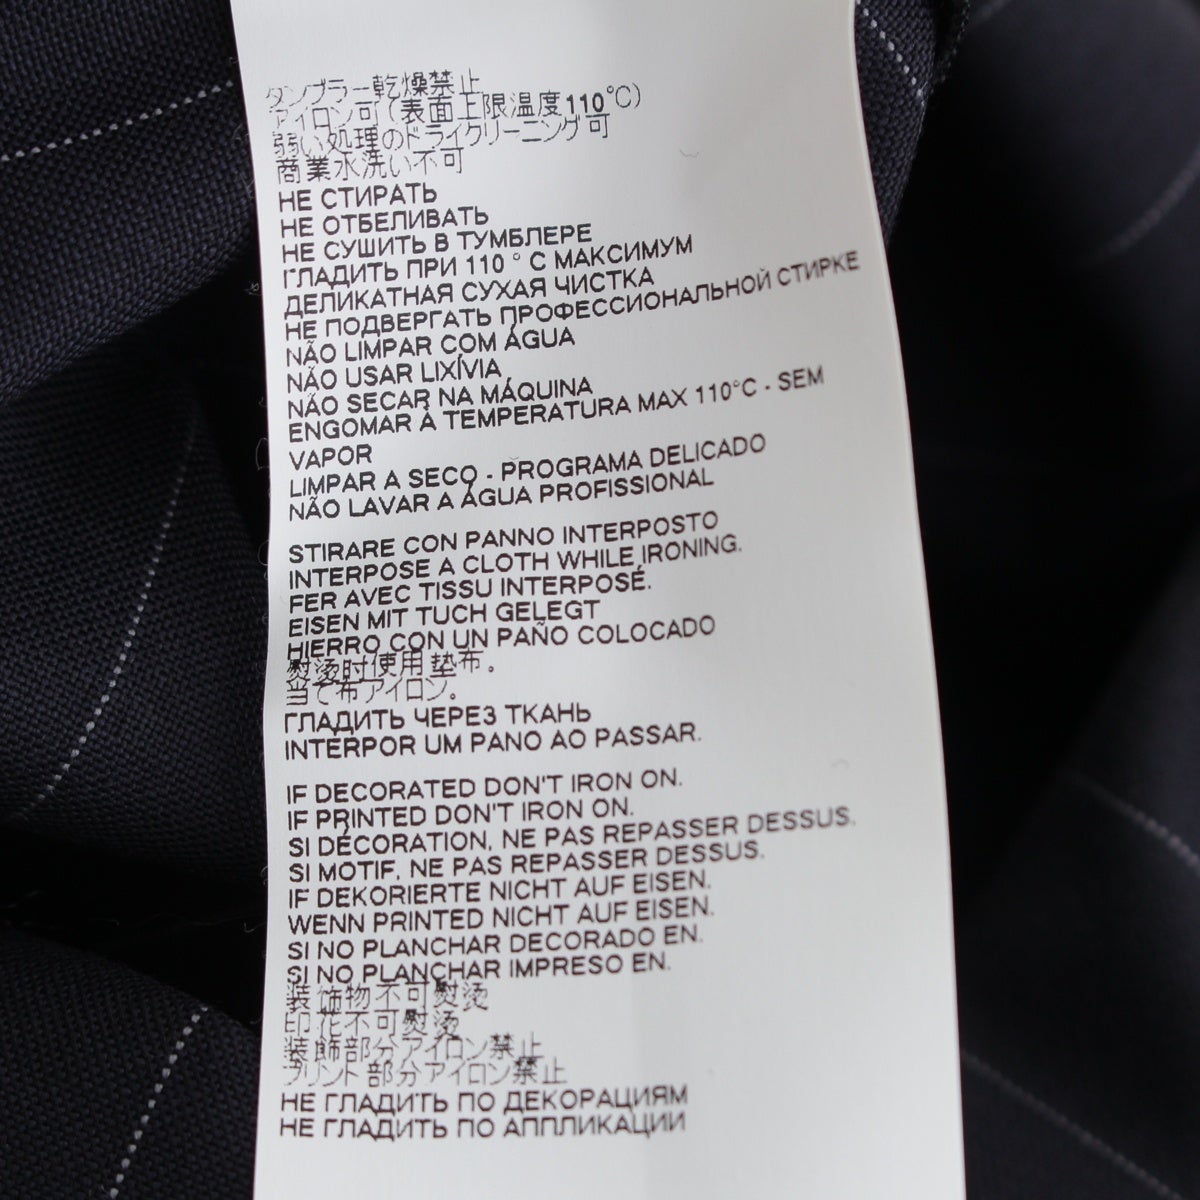 タンブラー乾燥禁止
アイロン可(表面上限温度110℃)
弱い処理のドライクリーニング可
商業水洗い不可
НЕ СТИРАТЬ
НЕ ОТБЕЛИВАТЬ
НЕ СУШИТЬ В ТУМБЛЕРЕ
ГЛАДИТЬ ПРИ 110 ° С МАКСИМУМ
ДЕЛИКАТНАЯ СУХАЯ ЧИСТКА
НЕ ПОДВЕРГАТЬ ПРОФЕССИОНАЛЬНОЙ СТИРКЕ
NÃO LIMPAR COM ÁGUA
NÃO USAR LIXÍVIA
NÃO SECAR NA MÁQUINA
ENGOMAR À TEMPERATURA MAX 110°C - SEM
VAPOR
LIMPAR A SECO - PROGRAMA DELICADO
NÃO LAVAR A ÁGUA PROFISSIONAL
STIRARE CON PANNO INTERPOSTO
INTERPOSE A CLOTH WHILE IRONING.
FER AVEC TISSU INTERPOSÉ.
EISEN MIT TUCH GELEGT
HIERRO CON UN PAÑO COLOCADO
熨烫时使用垫布。
当て布アイロン。
ГЛАДИТЬ ЧЕРЕЗ ТКАНЬ
INTERPOR UM PANO AO PASSAR.
IF DECORATED DON'T IRON ON.
IF PRINTED DON'T IRON ON.
SI DÉCORATION, NE PAS REPASSER DESSUS.
SI MOTIF, NE PAS REPASSER DESSUS.
IF DEKORIERTE NICHT AUF EISEN.
WENN PRINTED NICHT AUF EISEN.
SI NO PLANCHAR DECORADO EN.
SI NO PLANCHAR IMPRESO EN.
装饰物不可熨烫
印花不可熨烫
装飾部分アイロン禁止
プリント部分アイロン禁止
НЕ ГЛАДИТЬ ПО ДЕКОРАЦИЯМ
НЕ ГЛАДИТЬ ПО АППЛИКАЦИИ